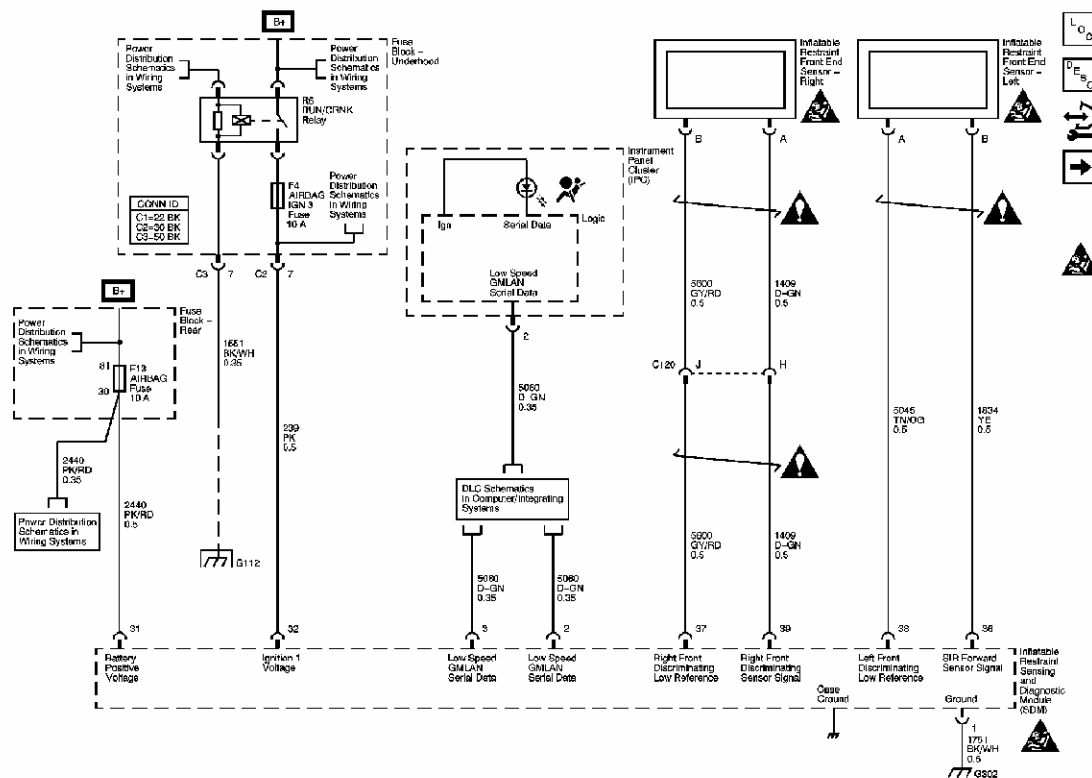 B+
Power
Distribution
Schematics
in Wiring
Systems
Power
Distribution
Schematics
in Wiring
Systems
Fuse
Block –
Underhood
RUN/CRNK
Relay
F4
AIRBAG
IGN 3
Fuse
10 A
Power
Distribution
Schematics
in Wiring
Systems
CONN ID
C1=22 BK
C2=30 BK
C3=50 BK
C3 7
C2 7
B+
Fuse
Block –
Rear
Power
Distribution
Schematics
in Wiring
Systems
30
F13
AIRBAG
Fuse
10 A
2440
PK/RD
0.35
Power Distribution
Schematics in
Wiring Systems
2440
PK/RD
0.5
BK/WH
0.35
G112
239
PK
0.5
Instrument
Panel
Cluster
(IPC)
Logic
Ign
Serial Data
Low Speed
GMLAN
Serial Data
2
5060
D-GN
0.35
DLC Schematics
in Computer/Integrating
Systems
5060
D-GN
0.35
5060
D-GN
0.35
Inflatable
Restraint
Front End
Sensor –
Right
Inflatable
Restraint
Front End
Sensor –
Left
LOC
DESC
B
A
A
B
GY/RD
0.5
1409
D-GN
0.5
C120
J
H
GY/RD
0.5
1409
D-GN
0.5
5045
TN/OG
0.5
1834
YE
0.5
31
32
3
2
37
39
38
36
Battery
Positive
Voltage
Ignition 1
Voltage
Low Speed
GMLAN
Serial Data
Low Speed
GMLAN
Serial Data
Right Front
Discriminating
Low Reference
Right Front
Discriminating
Sensor Signal
Left Front
Discriminating
Low Reference
SIR Forward
Sensor Signal
Inflatable
Restraint
Sensing
and
Diagnostic
Module
(SDM)
Case
Ground
Ground
1
1751
BK/WH
0.5
G302